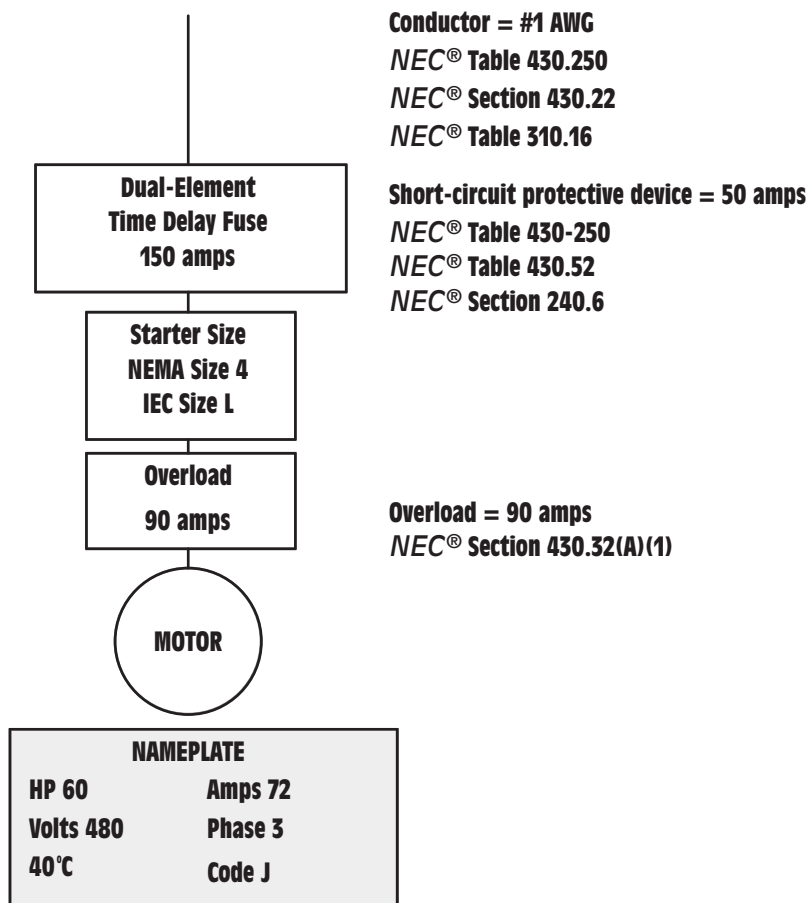 Conductor = #1 AWG
NEC® Table 430.250
NEC® Section 430.22
NEC® Table 310.16
Dual-Element
Time Delay Fuse
150 amps
Short-circuit protective device = 50 amps
NEC® Table 430-250
NEC® Table 430.52
NEC® Section 240.6
Starter Size
NEMA Size 4
IEC Size L
Overload
90 amps
Overload = 90 amps
NEC® Section 430.32(A)(1)
MOTOR
NAMEPLATE
HP 60 Amps 72
Volts 480 Phase 3
40°C Code J